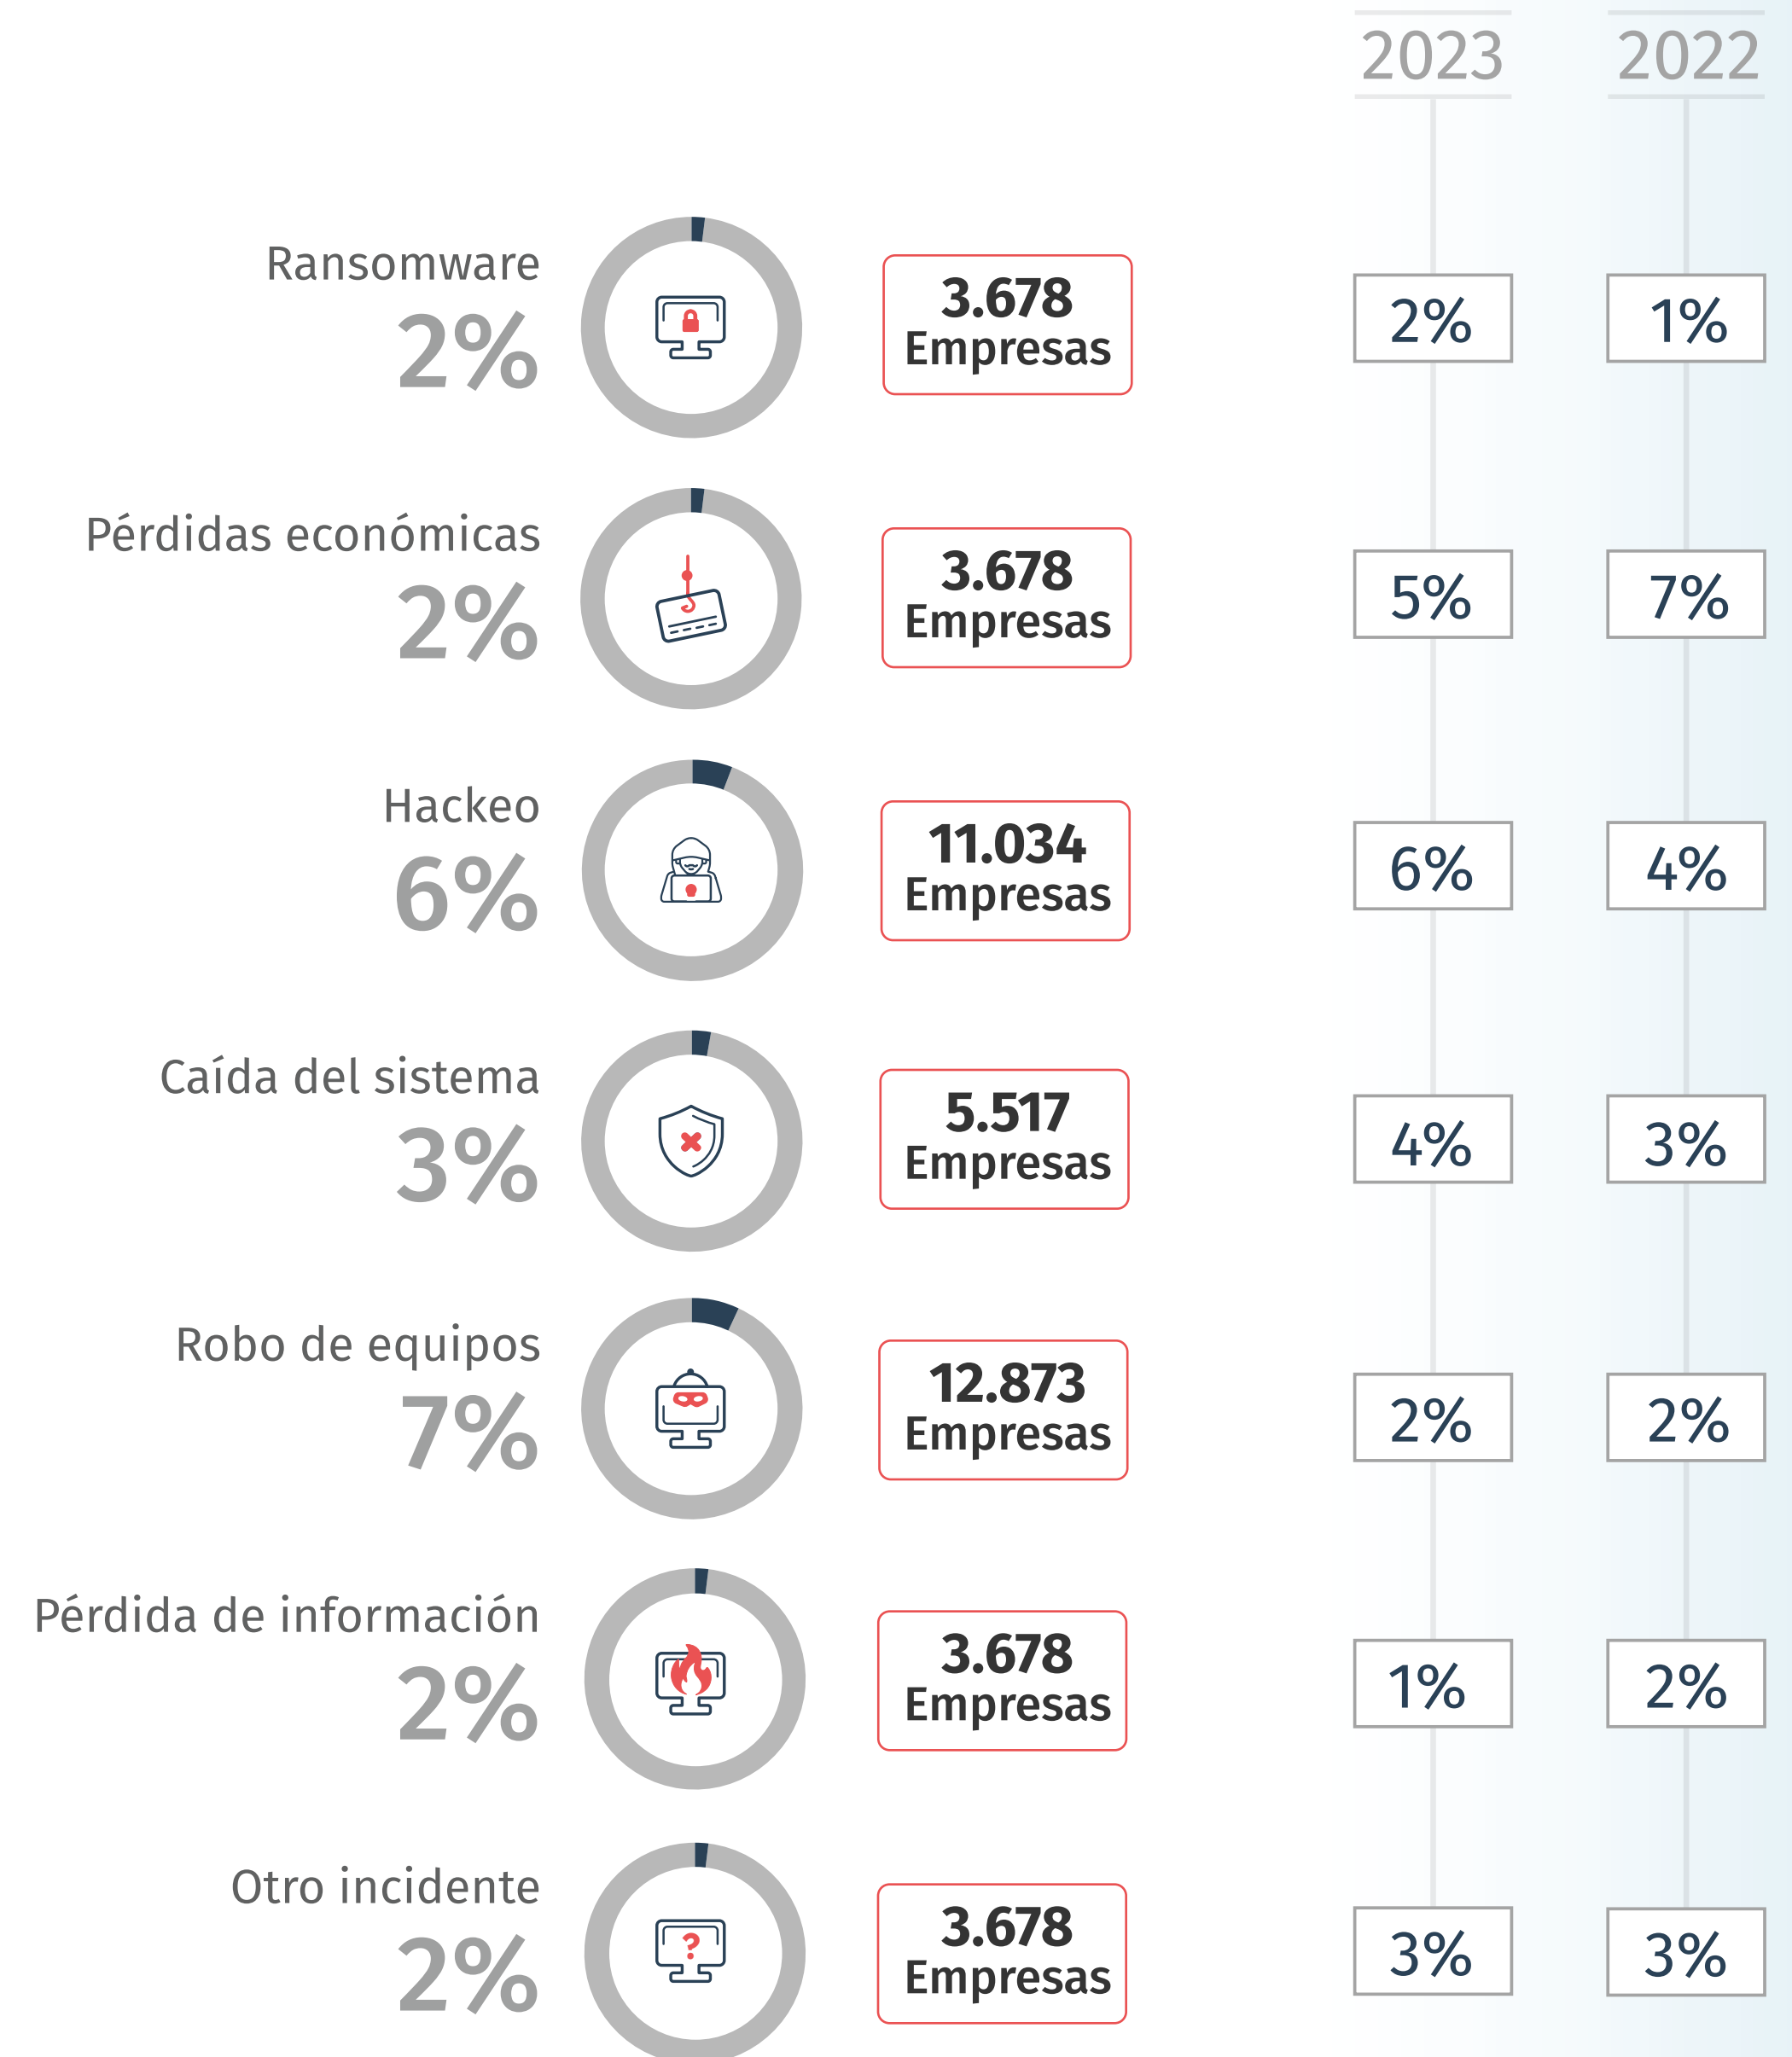 2023 2022
Ransomware
2%
3.678
Empresas
2% 1%
Pérdidas económicas
2%
3.678
Empresas
5% 7%
Hackeo
6%
11.034
Empresas
6% 4%
Caída del sistema
3%
5.517
Empresas
4% 3%
Robo de equipos
7%
12.873
Empresas
2% 2%
Pérdida de información
2%
3.678
Empresas
1% 2%
Otro incidente
2%
3.678
Empresas
3% 3%